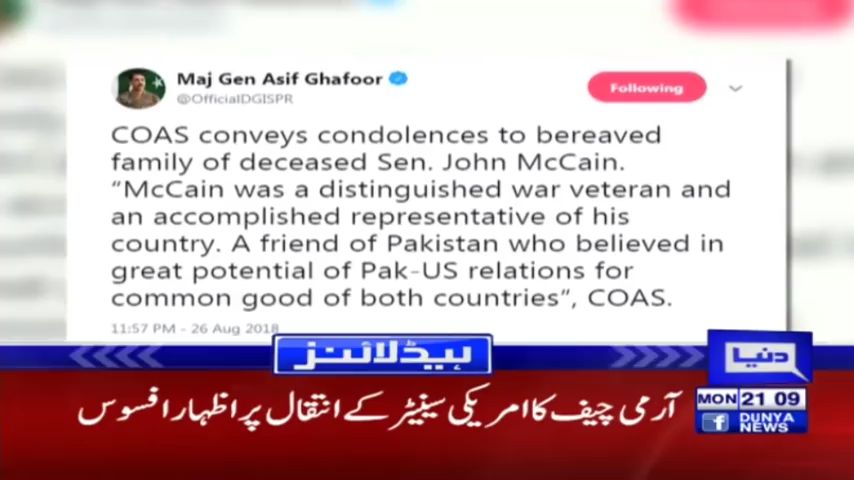 Maj Gen Asif Ghafoor
@OfficialDGISPR
Following
COAS conveys condolences to bereaved
family of deceased Sen. John McCain.
“McCain was a distinguished war veteran and
an accomplished representative of his
country. A friend of Pakistan who believed in
great potential of Pak-US relations for
common good of both countries”, COAS.
11:57 PM - 26 Aug 2018
ہیڈلائنز
دنیا
آرمی چیف کا امریکی سینیٹر کے انتقال پر اظہار افسوس
MON 21 09
f DUNYA
NEWS